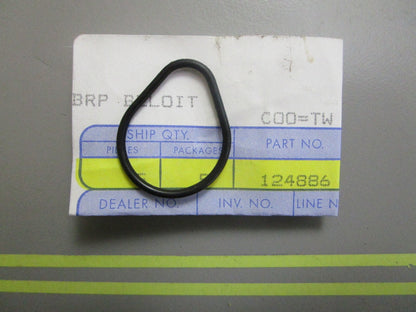 BRP BELOIT
COO=TW
SHIP QTY.
PIECES PACKAGES PART NO.
124886
DEALER NO. INV. NO. LINE N